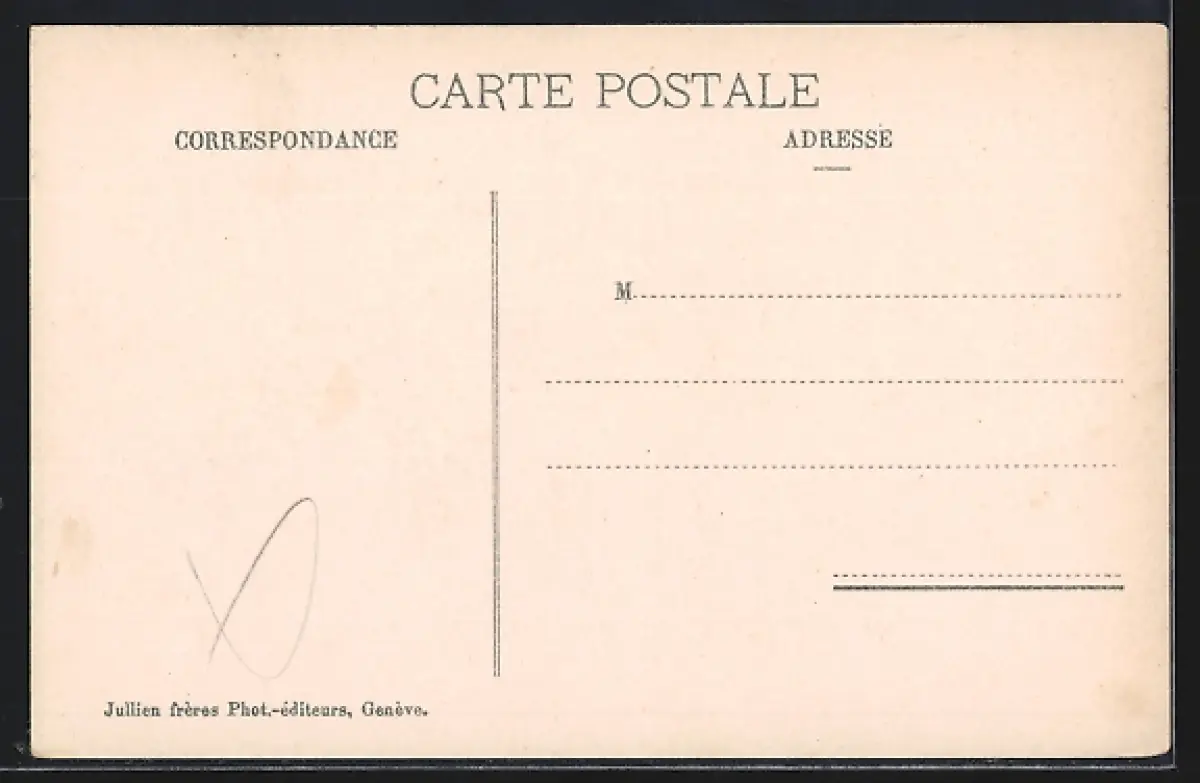 CARTE POSTALE
CORRESPONDANCE
ADRESSE
M
Jullien frères Phot.-éditeurs, Genève.